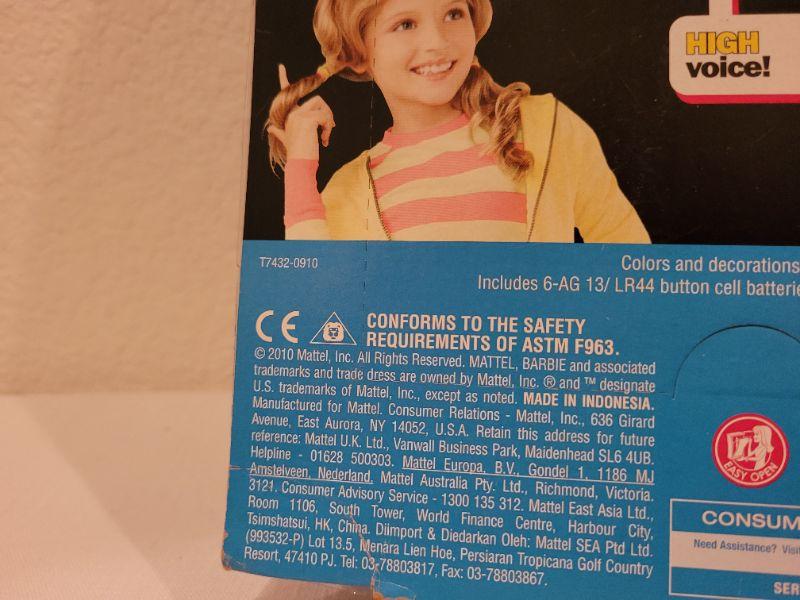 HIGH
voice!
T7432-0910
Colors and decorations
Includes 6-AG 13/ LR44 button cell batterie
CE
CONFORMS TO THE SAFETY
REQUIREMENTS OF ASTM F963.
© 2010 Mattel, Inc. All Rights Reserved. MATTEL, BARBIE and associated
trademarks and trade dress are owned by Mattel, Inc. ® and ™ designate
U.S. trademarks of Mattel, Inc., except as noted. MADE IN INDONESIA.
Manufactured for Mattel. Consumer Relations - Mattel, Inc., 636 Girard
Avenue, East Aurora, NY 14052, U.S.A. Retain this address for future
reference: Mattel U.K. Ltd., Vanwall Business Park, Maidenhead SL6 4UB.
Helpline - 01628 500303. Mattel Europa, B.V., Gondel 1, 1186 MJ
Amstelveen, Nederland. Mattel Australia Pty. Ltd., Richmond, Victoria.
3121. Consumer Advisory Service - 1300 135 312. Mattel East Asia Ltd.,
Room 1106, South Tower, World Finance Centre, Harbour City,
Tsimshatsui, HK, China. Diimport & Diedarkan Oleh: Mattel SEA Ptd Ltd.
(993532-P) Lot 13.5, Menara Lien Hoe, Persiaran Tropicana Golf Country
Resort, 47410 PJ. Tel: 03-78803817, Fax: 03-78803867.
EASY OPEN
CONSUM
Need Assistance? Visit
SER